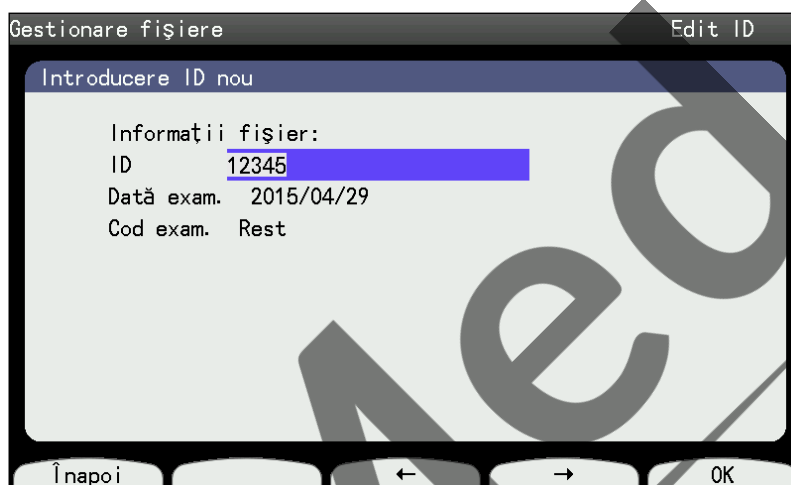 Gestionare fişiere Edit ID
Introducere ID nou
Informaţii fişier:
ID 12345
Dată exam. 2015/04/29
Cod exam. Rest
Med
Înapoi ← → OK